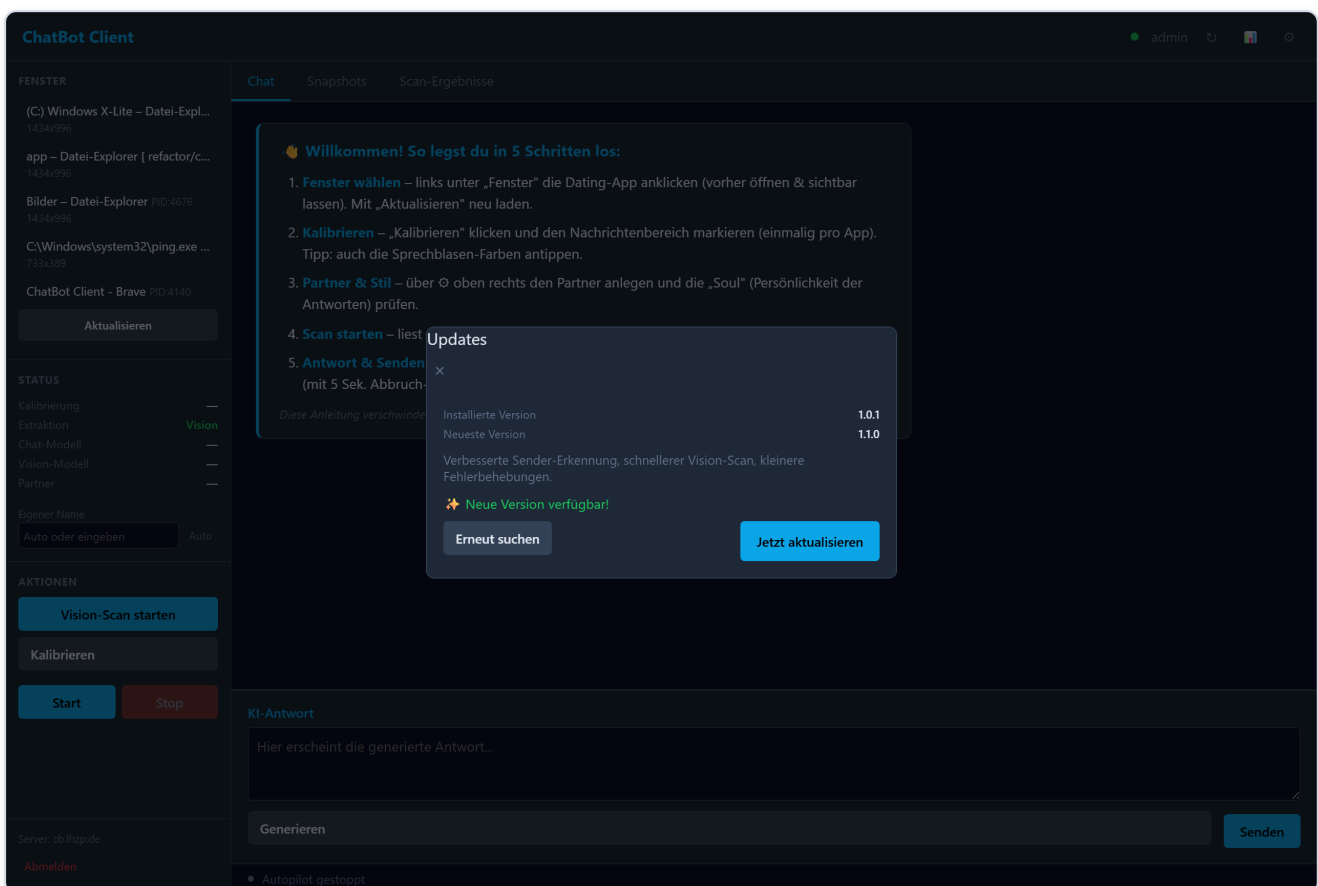 ChatBot Client
admin
FENSTER
(C:) Windows X-Lite – Datei-Expl...
1434x996
app – Datei-Explorer [ refactor/c...
1434x996
Bilder – Datei-Explorer PID:4676
1434x996
C:\Windows\system32\ping.exe ...
733x389
ChatBot Client - Brave PID:4140
Aktualisieren
STATUS
Kalibrierung —
Extraktion Vision
Chat-Modell —
Vision-Modell —
Partner —
Eigener Name
Auto oder eingeben Auto
AKTIONEN
Vision-Scan starten
Kalibrieren
Start Stop
Server: cb.lhzp.de
Abmelden
Chat Snapshots Scan-Ergebnisse
👋 Willkommen! So legst du in 5 Schritten los:
1. Fenster wählen – links unter „Fenster" die Dating-App anklicken (vorher öffnen & sichtbar
lassen). Mit „Aktualisieren" neu laden.
2. Kalibrieren – „Kalibrieren" klicken und den Nachrichtenbereich markieren (einmalig pro App).
Tipp: auch die Sprechblasen-Farben antippen.
3. Partner & Stil – über ⚙ oben rechts den Partner anlegen und die „Soul" (Persönlichkeit der
Antworten) prüfen.
4. Scan starten – liest
5. Antwort & Senden
(mit 5 Sek. Abbruch-
Diese Anleitung verschwinde
Updates
×
Installierte Version 1.0.1
Neueste Version 1.1.0
Verbesserte Sender-Erkennung, schnellerer Vision-Scan, kleinere
Fehlerbehebungen.
✨ Neue Version verfügbar!
Erneut suchen Jetzt aktualisieren
KI-Antwort
Hier erscheint die generierte Antwort...
Generieren Senden
Autopilot gestoppt